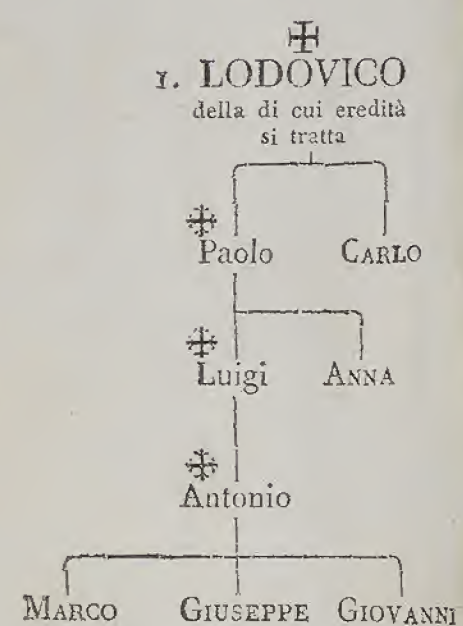 1. LODOVICO
della di cui eredità
si tratta
Paolo CARLO
Luigi ANNA
Antonio
MARCO GIUSEPPE GIOVANNI